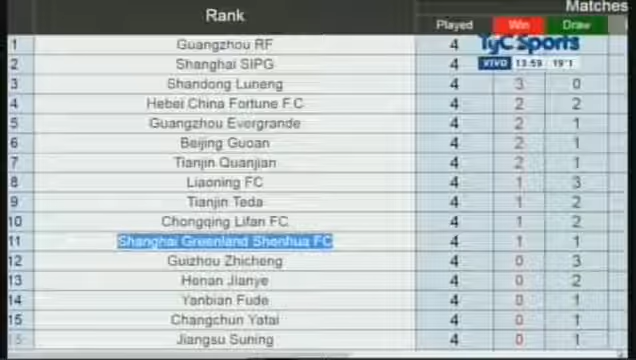 Matches
Rank Played Win Draw
1 Guangzhou RF 4
TyC Sports
2 Shanghai SIPG 4
VIVO 13:59 19°1
3 Shandong Luneng 4 3 0
4 Hebei China Fortune F.C 4 2 2
5 Guangzhou Evergrande 4 2 1
6 Beijing Guoan 4 2 1
7 Tianjin Quanjian 4 2 1
8 Liaoning FC 4 1 3
9 Tianjin Teda 4 1 2
10 Chongqing Lifan FC 4 1 2
11 Shanghai Greenland Shenhua FC 4 1 1
12 Guizhou Zhicheng 4 0 3
13 Henan Jianye 4 0 2
14 Yanbian Fude 4 0 1
15 Changchun Yatai 4 0 1
Jiangsu Suning 4 0 1